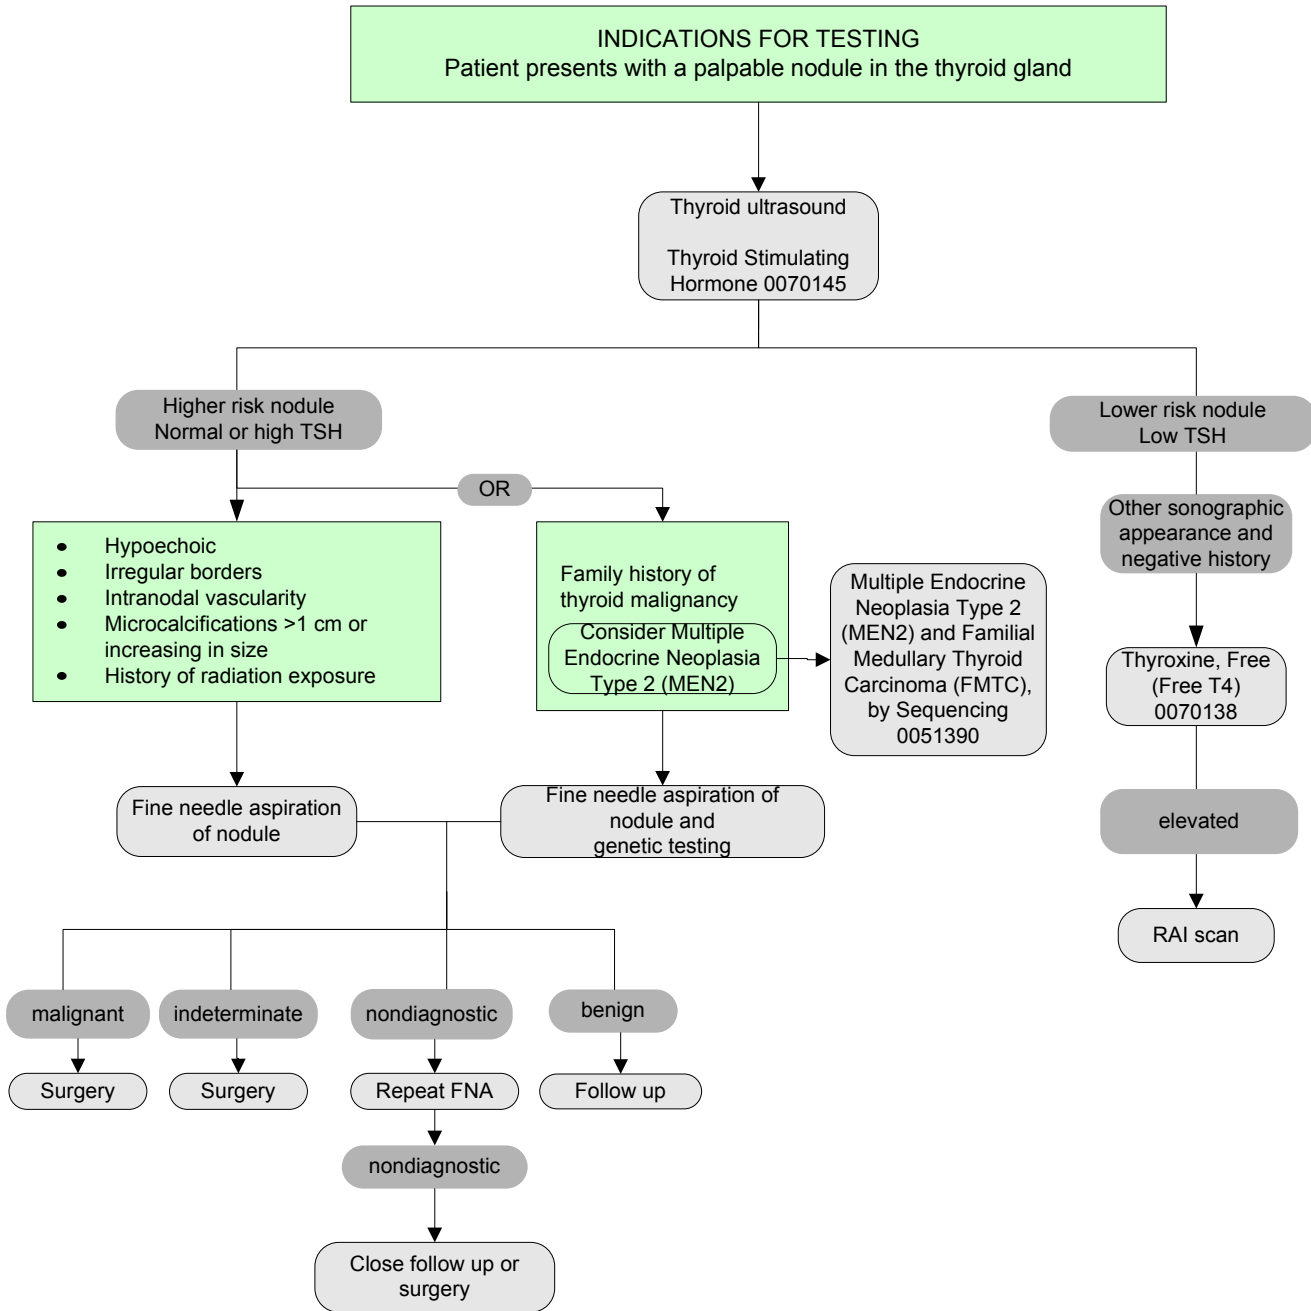 INDICATIONS FOR TESTING
Patient presents with a palpable nodule in the thyroid gland
Thyroid ultrasound
Thyroid Stimulating
Hormone 0070145
Higher risk nodule
Normal or high TSH
Lower risk nodule
Low TSH
OR
Other sonographic
appearance and
negative history
• Hypoechoic
• Irregular borders
• Intranodal vascularity
• Microcalcifications >1 cm or
increasing in size
• History of radiation exposure
Family history of
thyroid malignancy
Consider Multiple
Endocrine Neoplasia
Type 2 (MEN2)
Multiple Endocrine
Neoplasia Type 2
(MEN2) and Familial
Medullary Thyroid
Carcinoma (FMTC),
by Sequencing
0051390
Thyroxine, Free
(Free T4)
0070138
Fine needle aspiration
of nodule
Fine needle aspiration of
nodule and
genetic testing
elevated
RAI scan
malignant
indeterminate
nondiagnostic
benign
Surgery
Surgery
Repeat FNA
Follow up
nondiagnostic
Close follow up or
surgery